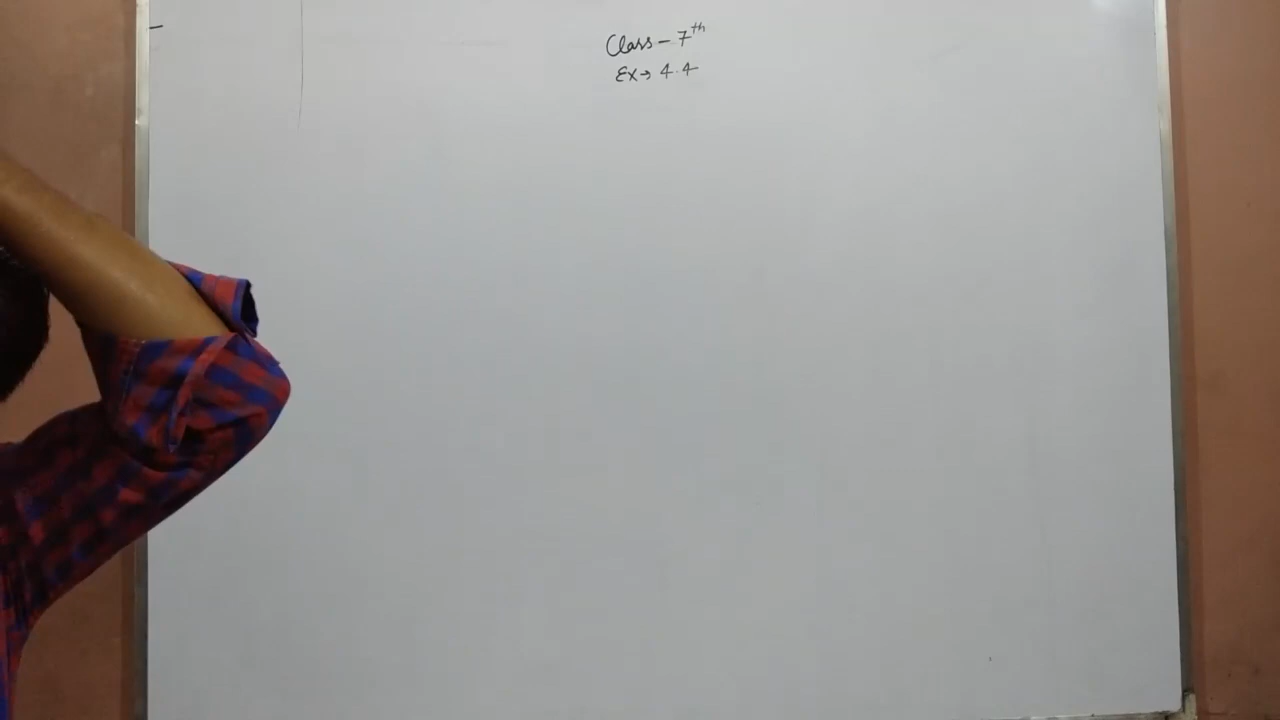 Class - 7th
Ex → 4.4